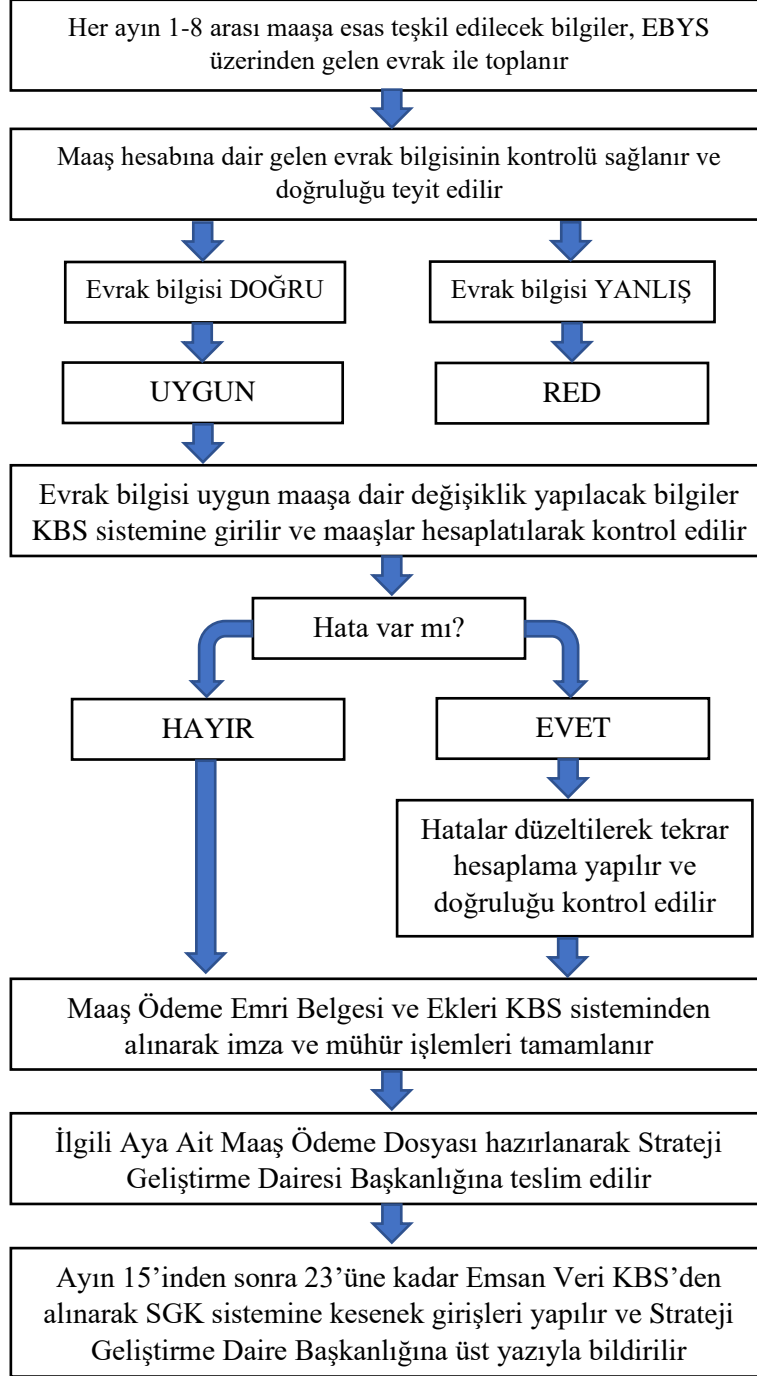 Her ayın 1-8 arası maaşa esas teşkil edilecek bilgiler, EBYS
üzerinden gelen evrak ile toplanır
Maaş hesabına dair gelen evrak bilgisinin kontrolü sağlanır ve
doğruluğu teyit edilir
Evrak bilgisi DOĞRU
Evrak bilgisi YANLIŞ
UYGUN
RED
Evrak bilgisi uygun maaşa dair değişiklik yapılacak bilgiler
KBS sistemine girilir ve maaşlar hesaplatılarak kontrol edilir
Hata var mı?
HAYIR
EVET
Hatalar düzeltilerek tekrar
hesaplama yapılır ve
doğruluğu kontrol edilir
Maaş Ödeme Emri Belgesi ve Ekleri KBS sisteminden
alınarak imza ve mühür işlemleri tamamlanır
İlgili Aya Ait Maaş Ödeme Dosyası hazırlanarak Strateji
Geliştirme Dairesi Başkanlığına teslim edilir
Ayın 15’inden sonra 23’üne kadar Emsan Veri KBS’den
alınarak SGK sistemine kesenek girişleri yapılır ve Strateji
Geliştirme Daire Başkanlığına üst yazıyla bildirilir